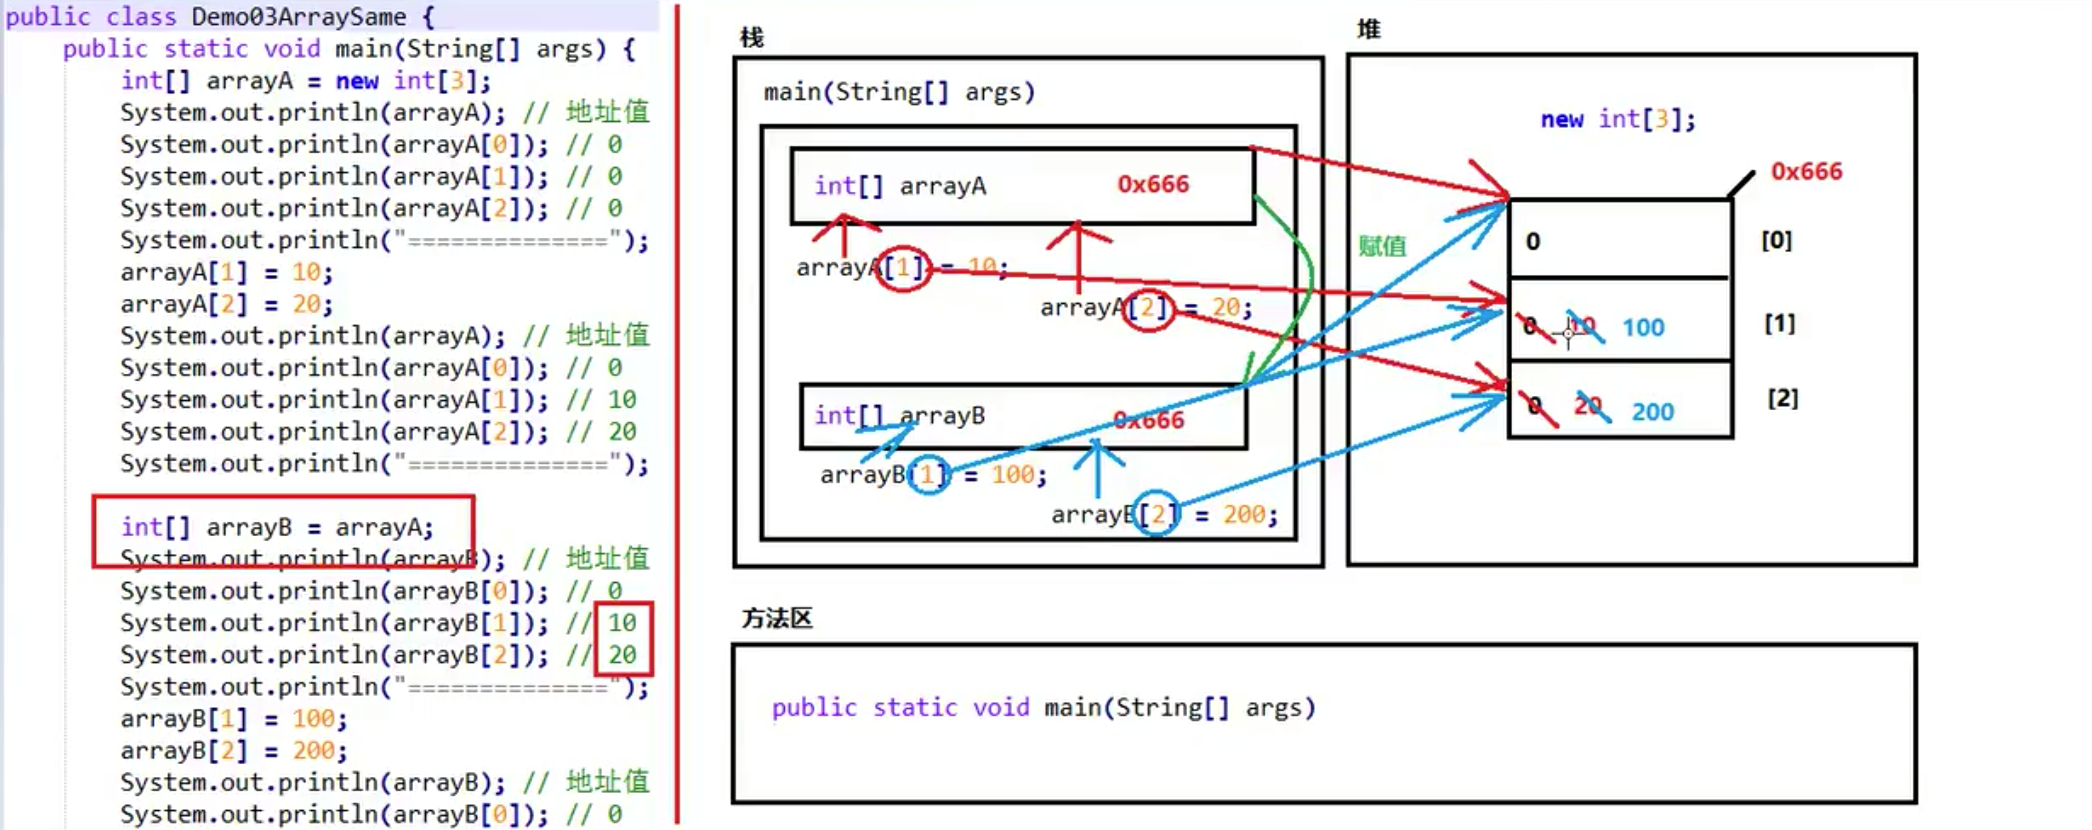 public class Demo03ArraySame {
public static void main(String[] args) {
int[] arrayA = new int[3];
System.out.println(arrayA); // 地址值
System.out.println(arrayA[0]); // 0
System.out.println(arrayA[1]); // 0
System.out.println(arrayA[2]); // 0
System.out.println("==============");
arrayA[1] = 10;
arrayA[2] = 20;
System.out.println(arrayA); // 地址值
System.out.println(arrayA[0]); // 0
System.out.println(arrayA[1]); // 10
System.out.println(arrayA[2]); // 20
System.out.println("==============");
int[] arrayB = arrayA;
System.out.println(arrayB); // 地址值
System.out.println(arrayB[0]); // 0
System.out.println(arrayB[1]); // 10
System.out.println(arrayB[2]); // 20
System.out.println("==============");
arrayB[1] = 100;
arrayB[2] = 200;
System.out.println(arrayB); // 地址值
System.out.println(arrayB[0]); // 0
栈
main(String[] args)
int[] arrayA 0x666
arrayA[1] = 10;
arrayA[2] = 20;
int[] arrayB 0x666
arrayB[1] = 100;
arrayB[2] = 200;
赋值
堆
new int[3];
0x666
0 [0]
0 10 100 [1]
0 20 200 [2]
方法区
public static void main(String[] args)